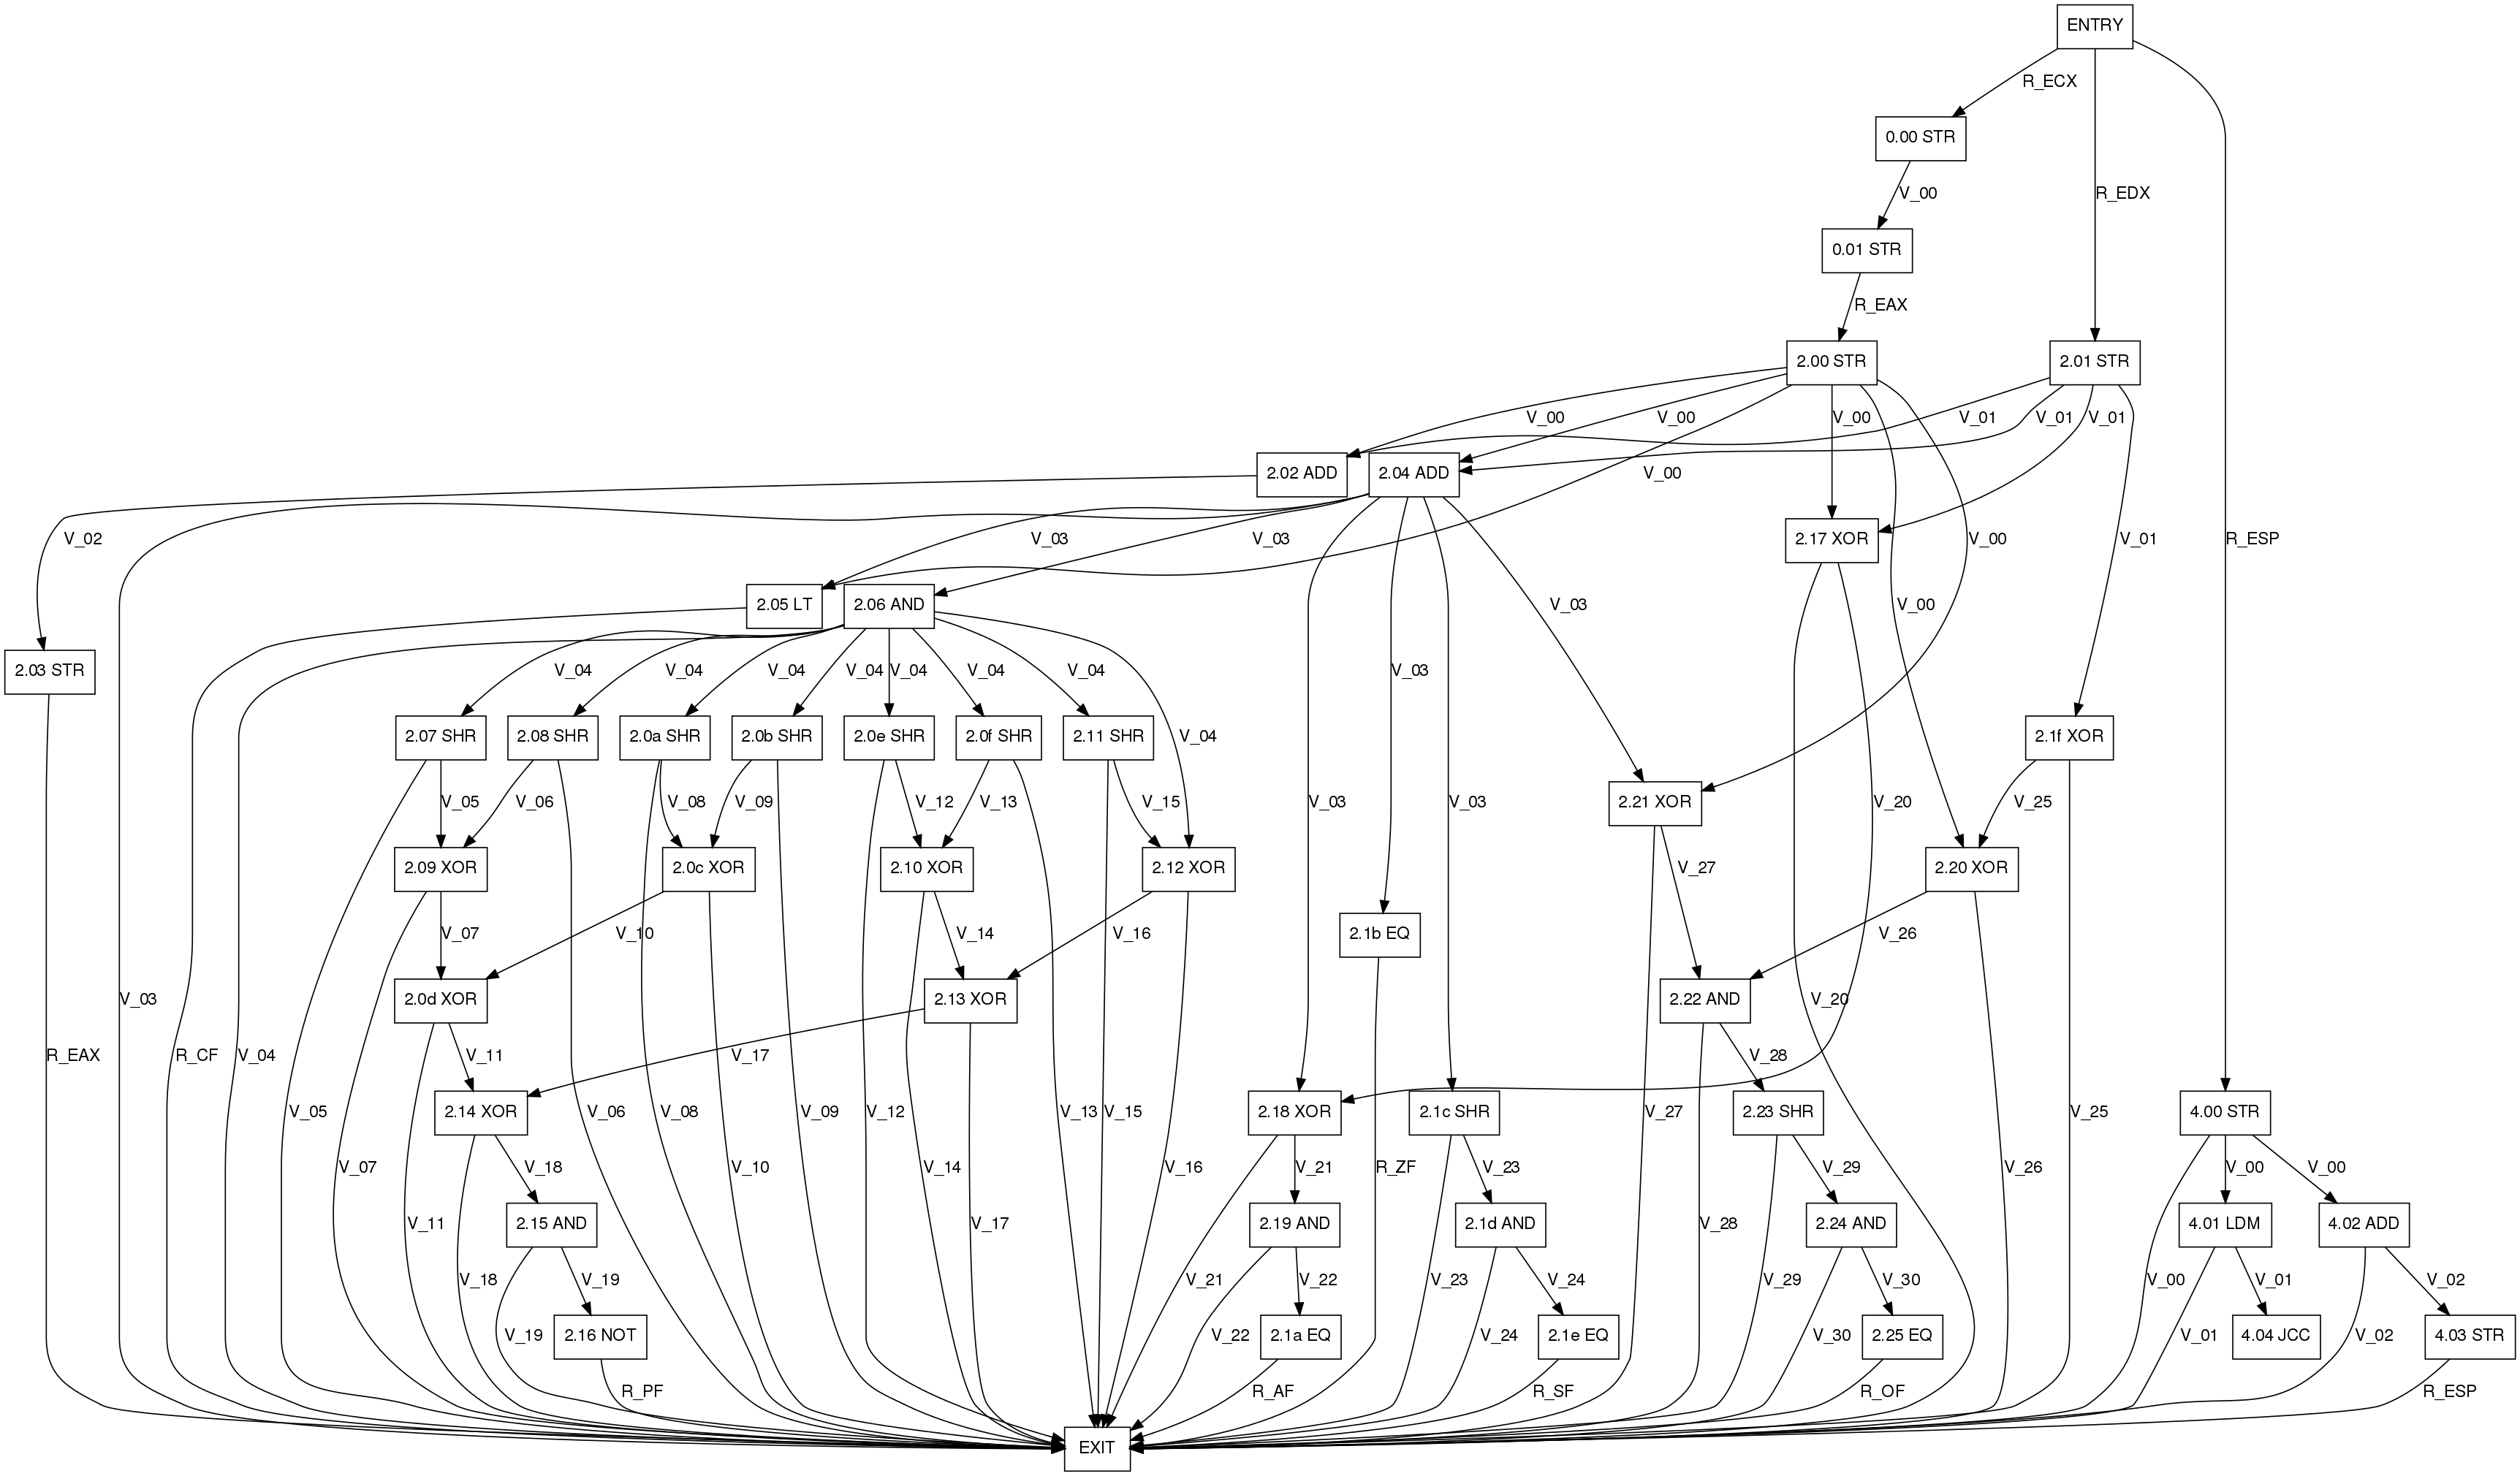 ENTRY
R_ECX
0.00 STR
V_00
R_EDX
0.01 STR
R_EAX
2.00 STR
2.01 STR
V_00
V_00
V_00
V_01
V_01
V_01
2.02 ADD
2.04 ADD
V_00
V_02
V_03
V_03
2.17 XOR
V_00
V_01
R_ESP
2.05 LT
2.06 AND
V_03
V_00
2.03 STR
V_04
V_04
V_04
V_04
V_04
V_04
V_04
V_03
2.07 SHR
2.08 SHR
2.0a SHR
2.0b SHR
2.0e SHR
2.0f SHR
2.11 SHR
V_04
2.1f XOR
V_05
V_06
V_08
V_09
V_12
V_13
V_15
V_03
V_03
2.21 XOR
V_20
V_25
2.09 XOR
2.0c XOR
2.10 XOR
2.12 XOR
V_27
2.20 XOR
V_07
V_10
V_14
V_16
2.1b EQ
V_26
V_03
2.0d XOR
2.13 XOR
2.22 AND
V_20
R_EAX
R_CF
V_04
V_11
V_17
V_28
V_05
2.14 XOR
V_06
V_08
V_09
V_12
V_13
V_15
2.18 XOR
2.1c SHR
V_27
2.23 SHR
V_25
4.00 STR
V_07
V_18
V_10
V_14
V_16
V_21
R_ZF
V_23
V_29
V_26
V_00
V_00
V_11
2.15 AND
V_17
2.19 AND
2.1d AND
V_28
2.24 AND
4.01 LDM
4.02 ADD
V_18
V_19
V_21
V_22
V_23
V_24
V_29
V_30
V_00
V_01
V_02
V_19
2.16 NOT
V_22
2.1a EQ
V_24
2.1e EQ
V_30
2.25 EQ
V_01
4.04 JCC
V_02
4.03 STR
R_PF
R_AF
R_SF
R_OF
R_ESP
EXIT